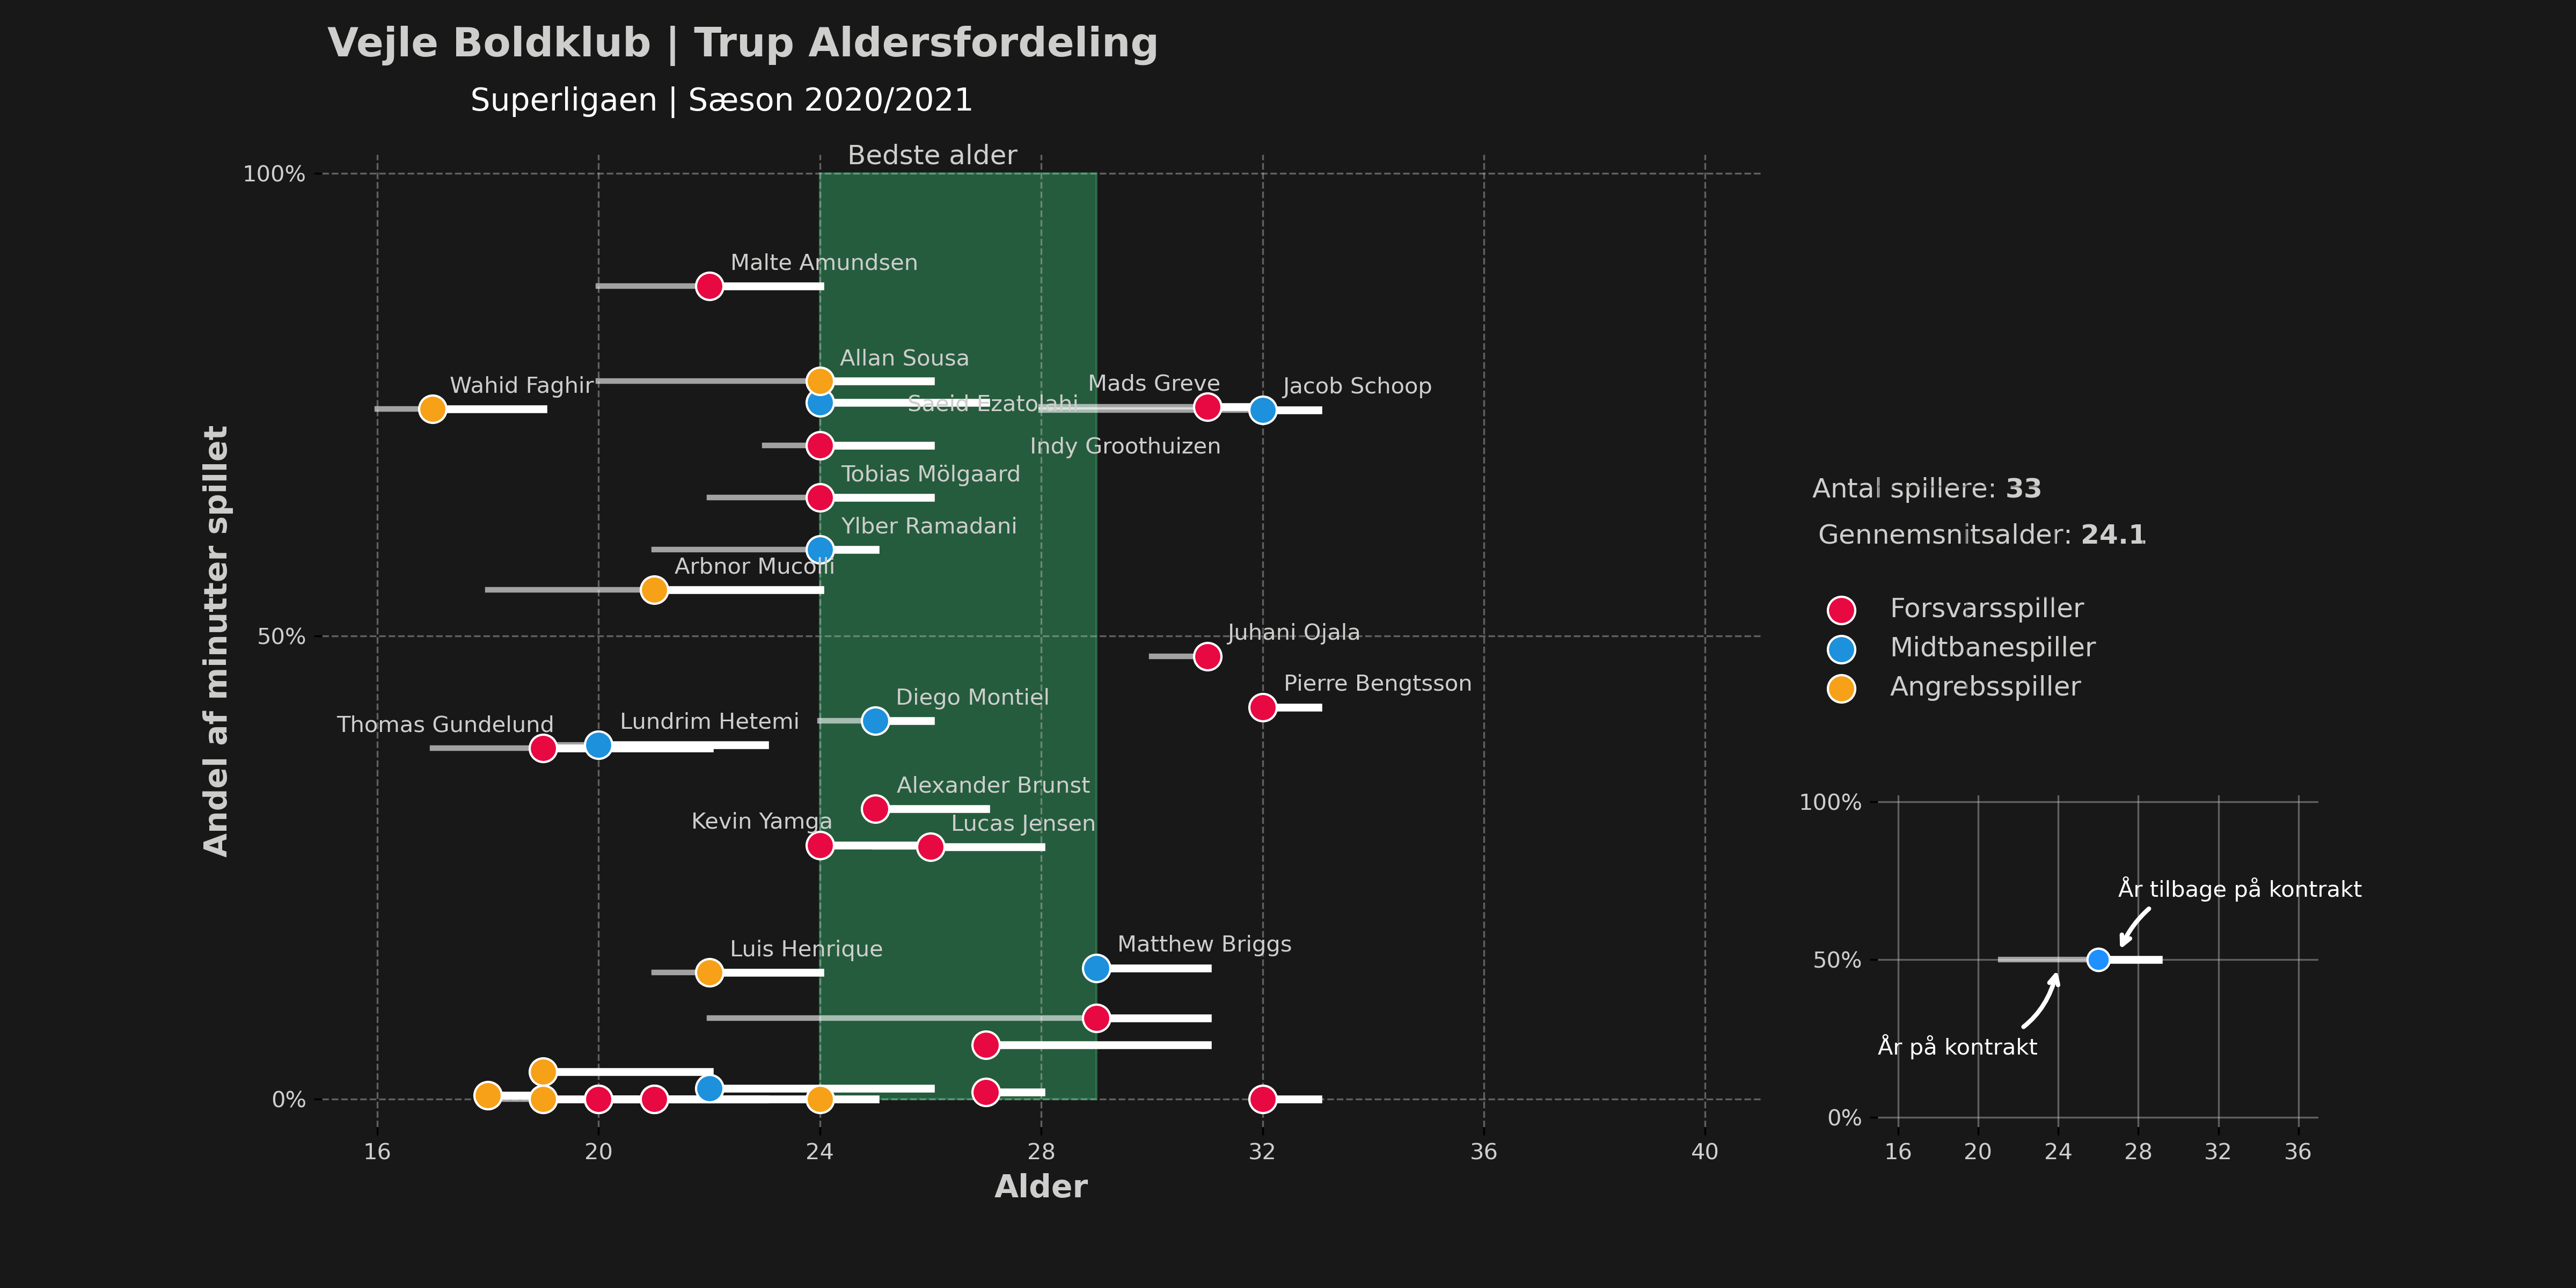 Vejle Boldklub | Trup Aldersfordeling
Superligaen | Sæson 2020/2021
Bedste alder
100%
Malte Amundsen
Allan Sousa
Wahid Faghir
Mads Greve
Jacob Schoop
Saeid Ezatolahi
Indy Groothuizen
Tobias Mölgaard
Ylber Ramadani
Arbnor Mucolli
50%
Juhani Ojala
Pierre Bengtsson
Diego Montiel
Thomas Gundelund
Lundrim Hetemi
Alexander Brunst
Kevin Yamga
Lucas Jensen
Luis Henrique
Matthew Briggs
0%
16 20 24 28 32 36 40
Alder
Andel af minutter spillet
Antal spillere: 33
Gennemsnitsalder: 24.1
Forsvarsspiller
Midtbanespiller
Angrebsspiller
100%
År tilbage på kontrakt
50%
År på kontrakt
0%
16 20 24 28 32 36